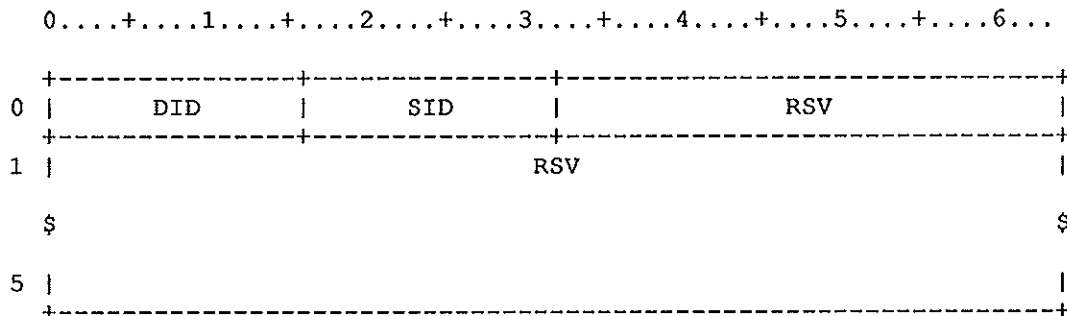 0....+....1....+....2....+....3....+....4....+....5....+....6...
+---------------+---------------+-------------------------------+
0 |      DID      |      SID      |              RSV              |
+---------------+---------------+-------------------------------+
1 |                              RSV                              |
$                                                               $
5 |                                                               |
+---------------------------------------------------------------+